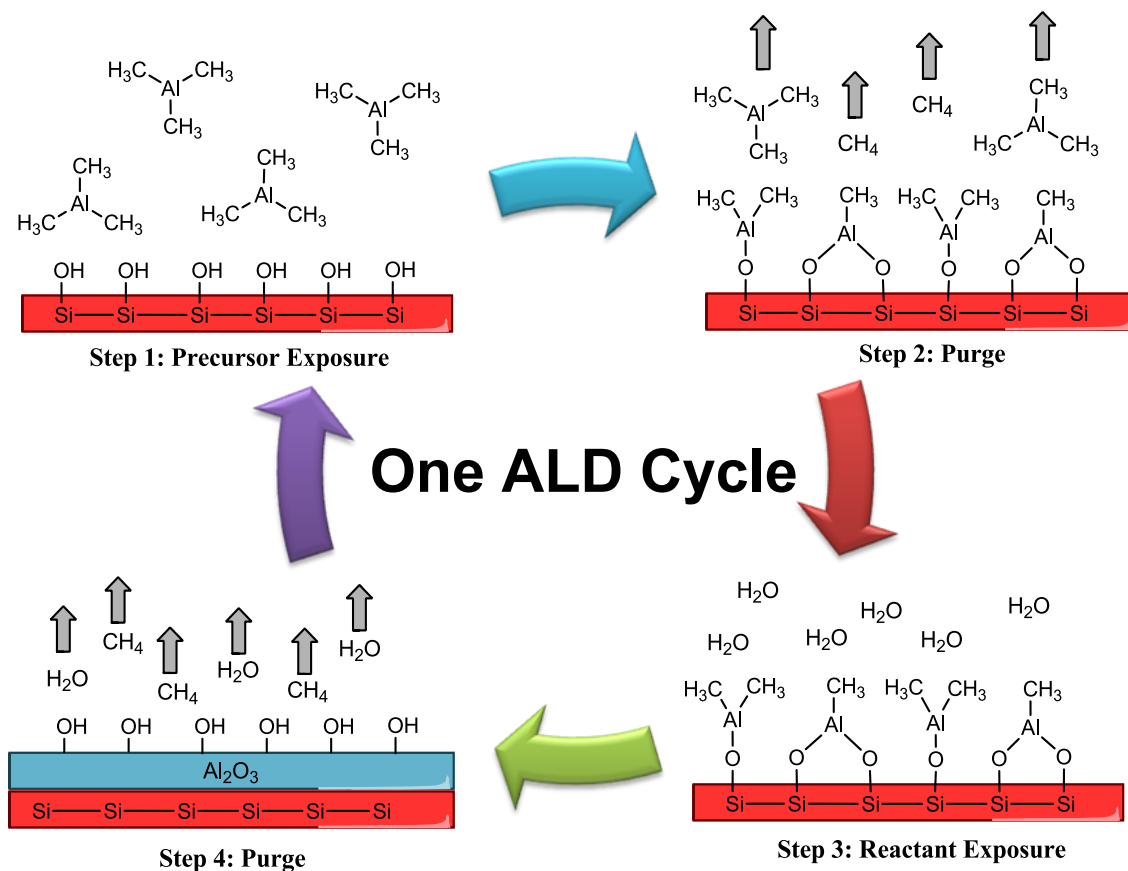 H₃C CH₃
Al
CH₃
H₃C CH₃
Al
CH₃
CH₃
Al
H₃C CH₃
CH₃
Al
H₃C CH₃
OH OH OH OH OH OH
Si Si Si Si Si Si
Step 1: Precursor Exposure
H₃C CH₃
Al
CH₃
CH₄
CH₄
CH₃
Al
H₃C CH₃
H₃C CH₃ CH₃ H₃C CH₃ CH₃
Al Al Al Al
O O O O O O
Si Si Si Si Si Si
Step 2: Purge
One ALD Cycle
H₂O
H₂O
H₂O
H₂O H₂O H₂O
H₃C CH₃ CH₃ H₃C CH₃ CH₃
Al Al Al Al
O O O O O O
Si Si Si Si Si Si
Step 3: Reactant Exposure
CH₄
H₂O
H₂O H₂O
CH₄ CH₄
OH OH OH OH OH OH
Al₂O₃
Si Si Si Si Si Si
Step 4: Purge